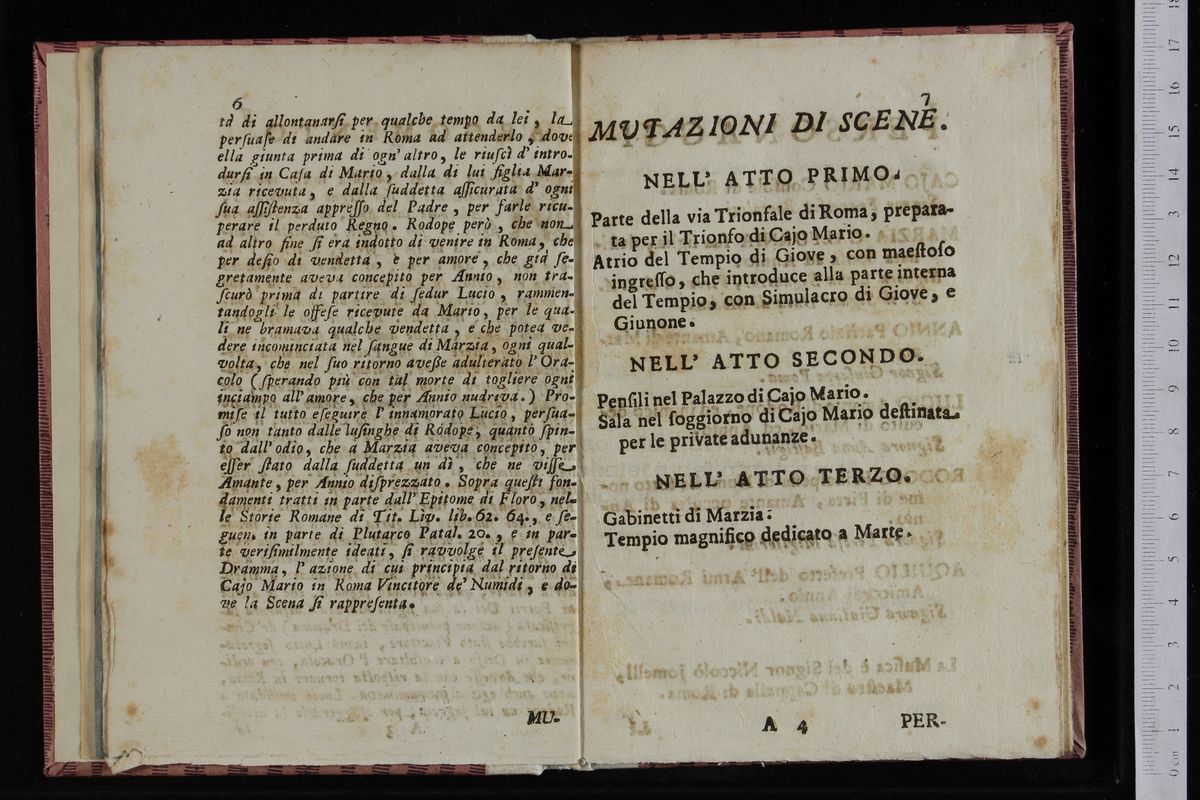 6
tà di allontanarſi per qualche tempo da lei, la
perſuaſe di andare in Roma ad attenderlo, dove
ella giunta prima di ogn' altro, le riuſcì d' intro-
durſi in Caſa di Mario, dalla di lui figlia Mar-
zia ricevuta, e dalla ſuddetta aſſicurata d' ogni
ſua aſſiſtenza appreſſo del Padre, per farle ricu-
perare il perduto Regno. Rodope però, che non
ad altro fine ſi era indotto di venire in Roma, che
per deſio di vendetta, e per amore, che già ſe-
gretamente aveva concepito per Annio, non tra-
ſcurò prima di partire di ſedur Lucio, rammen-
tandogli le offeſe ricevute da Mario, per le qua-
li ne bramava qualche vendetta, e che potea ve-
dere incominciata nel ſangue di Marzia, ogni qual-
volta, che nel ſuo ritorno aveſſe adulterato l' Ora-
colo (ſperando più con tal morte di togliere ogni
inciampo all' amore, che per Annio nudriva.) Pro-
miſe il tutto eſeguire l' innamorato Lucio, perſua-
ſo non tanto dalle luſinghe di Rodope, quanto ſpin-
to dall' odio, che a Marzia aveva concepito, per
eſſer ſtato dalla ſuddetta un dì, che ne viſſe
Amante, per Annio diſprezzato. Sopra queſti fon-
damenti tratti in parte dall' Epitome di Floro, nel-
le Storie Romane di Tit. Liv. lib. 62. 64., e ſe-
guen. in parte di Plutarco Patal. 20., e in par-
te veriſimilmente ideati, ſi ravvolge il preſente
Dramma, l' azione di cui principia dal ritorno di
Cajo Mario in Roma Vincitore de' Numidi, e do-
ve la Scena ſi rappreſenta.
MU-
7
MUTAZIONI DI SCENE.
NELL' ATTO PRIMO.
Parte della via Trionfale di Roma, prepara-
ta per il Trionfo di Cajo Mario.
Atrio del Tempio di Giove, con maeſtoſo
ingreſſo, che introduce alla parte interna
del Tempio, con Simulacro di Giove, e
Giunone.
NELL' ATTO SECONDO.
Penſili nel Palazzo di Cajo Mario.
Sala nel ſoggiorno di Cajo Mario deſtinata
per le private adunanze.
NELL' ATTO TERZO.
Gabinetti di Marzia:
Tempio magnifico dedicato a Marte.
A 4
PER-